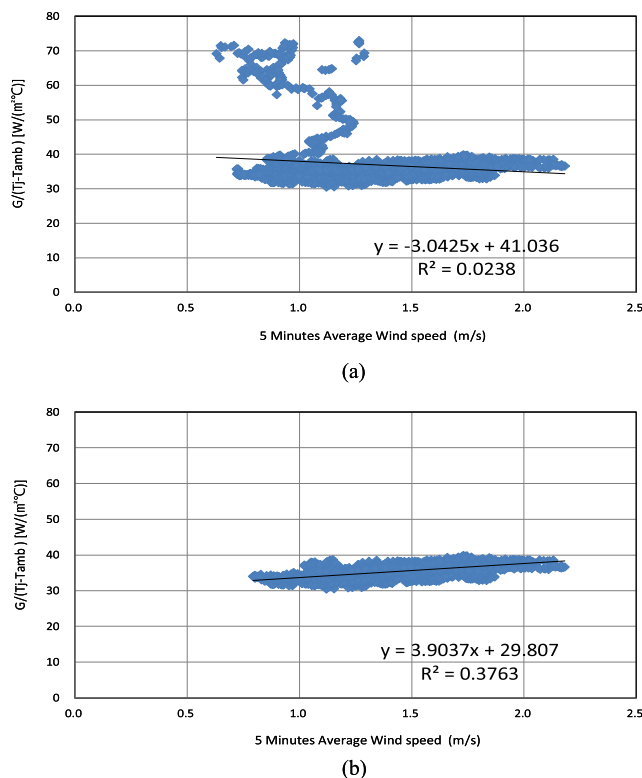 80
70
60
50
40
30
20
10
0
G/(Tj-Tamb) [W/(m²℃)]
y = -3.0425x + 41.036
R² = 0.0238
0.0 0.5 1.0 1.5 2.0 2.5
5 Minutes Average Wind speed (m/s)
(a)
80
70
60
50
40
30
20
10
0
G/(Tj-Tamb) [W/(m²℃)]
y = 3.9037x + 29.807
R² = 0.3763
0.0 0.5 1.0 1.5 2.0 2.5
5 Minutes Average Wind speed (m/s)
(b)